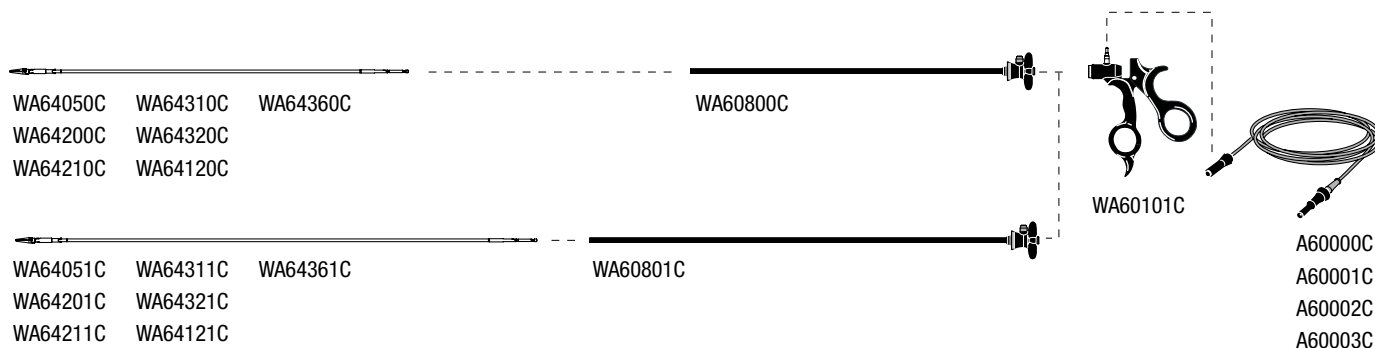 WA64050C WA64310C WA64360C
WA64200C WA64320C
WA64210C WA64120C
WA60800C
WA60101C
WA64051C WA64311C WA64361C
WA64201C WA64321C
WA64211C WA64121C
WA60801C
A60000C
A60001C
A60002C
A60003C